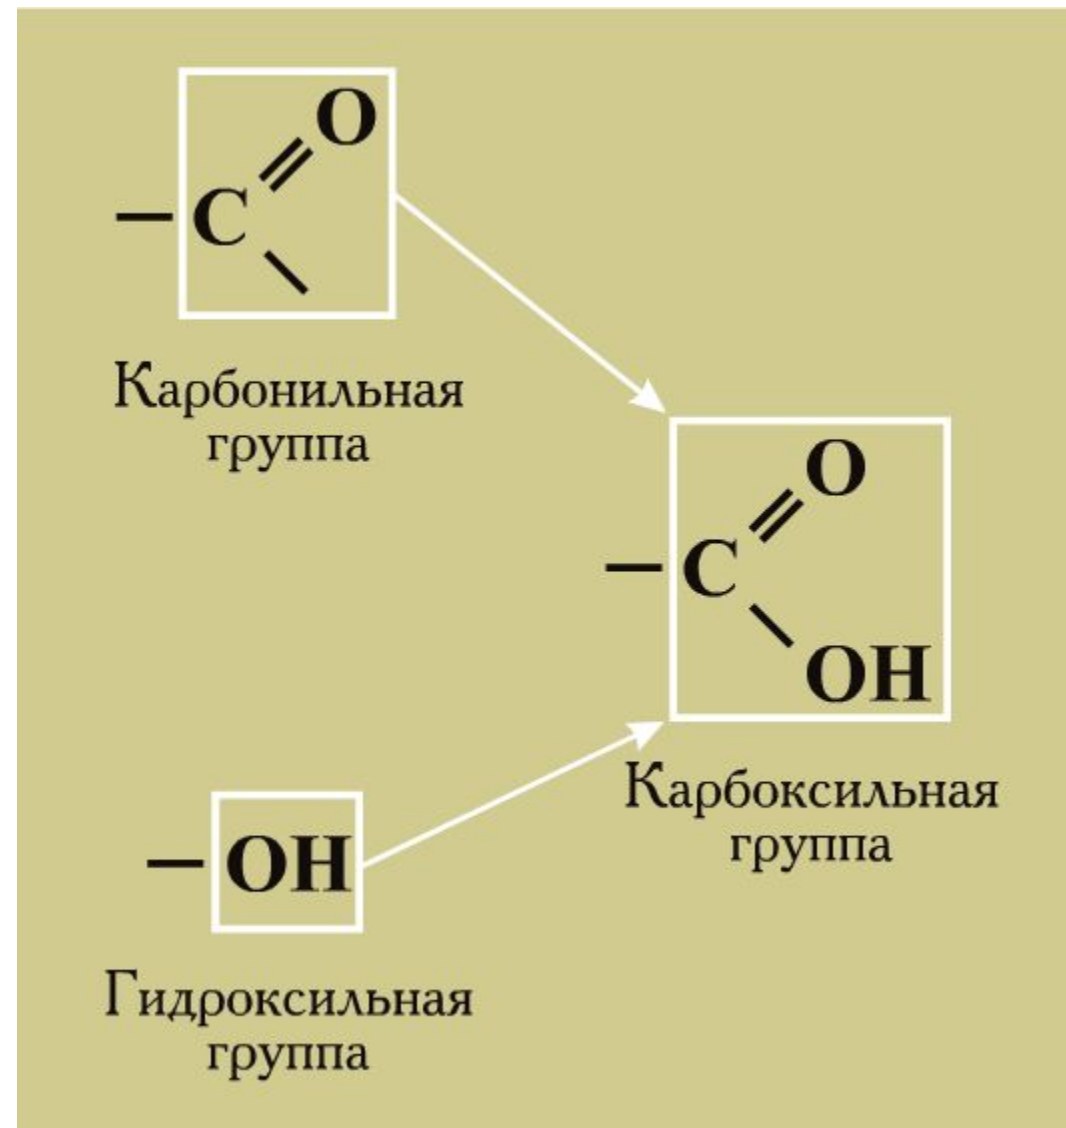 O
C
Карбонильная
группа
O
C
OH
Карбоксильная
группа
OH
Гидроксильная
группа